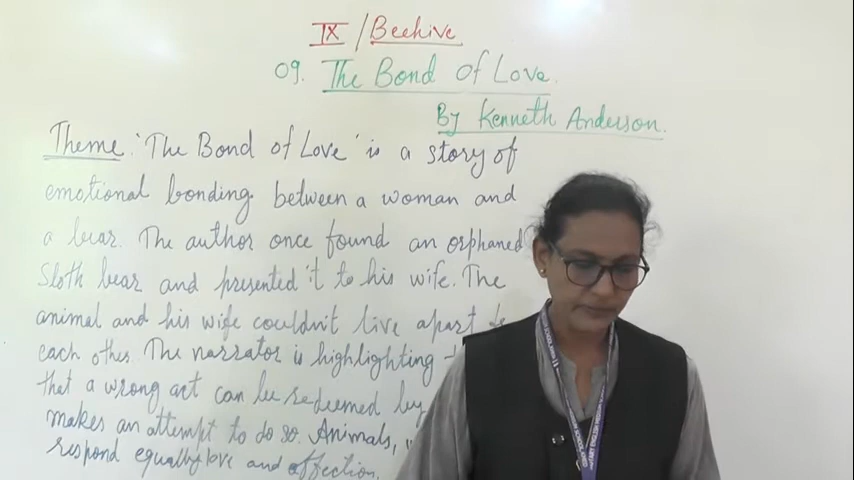 IX / Beehive
09. The Bond of Love.
By Kenneth Anderson.
Theme: 'The Bond of Love' is a story of
emotional bonding between a woman and
a bear. The author once found an orphaned
Sloth bear and presented it to his wife. The
animal and his wife couldn't live apart
each other. The narrator is highlighting
that a wrong act can be redeemed by
makes an attempt to do so. Animals,
respond equally love and affection.